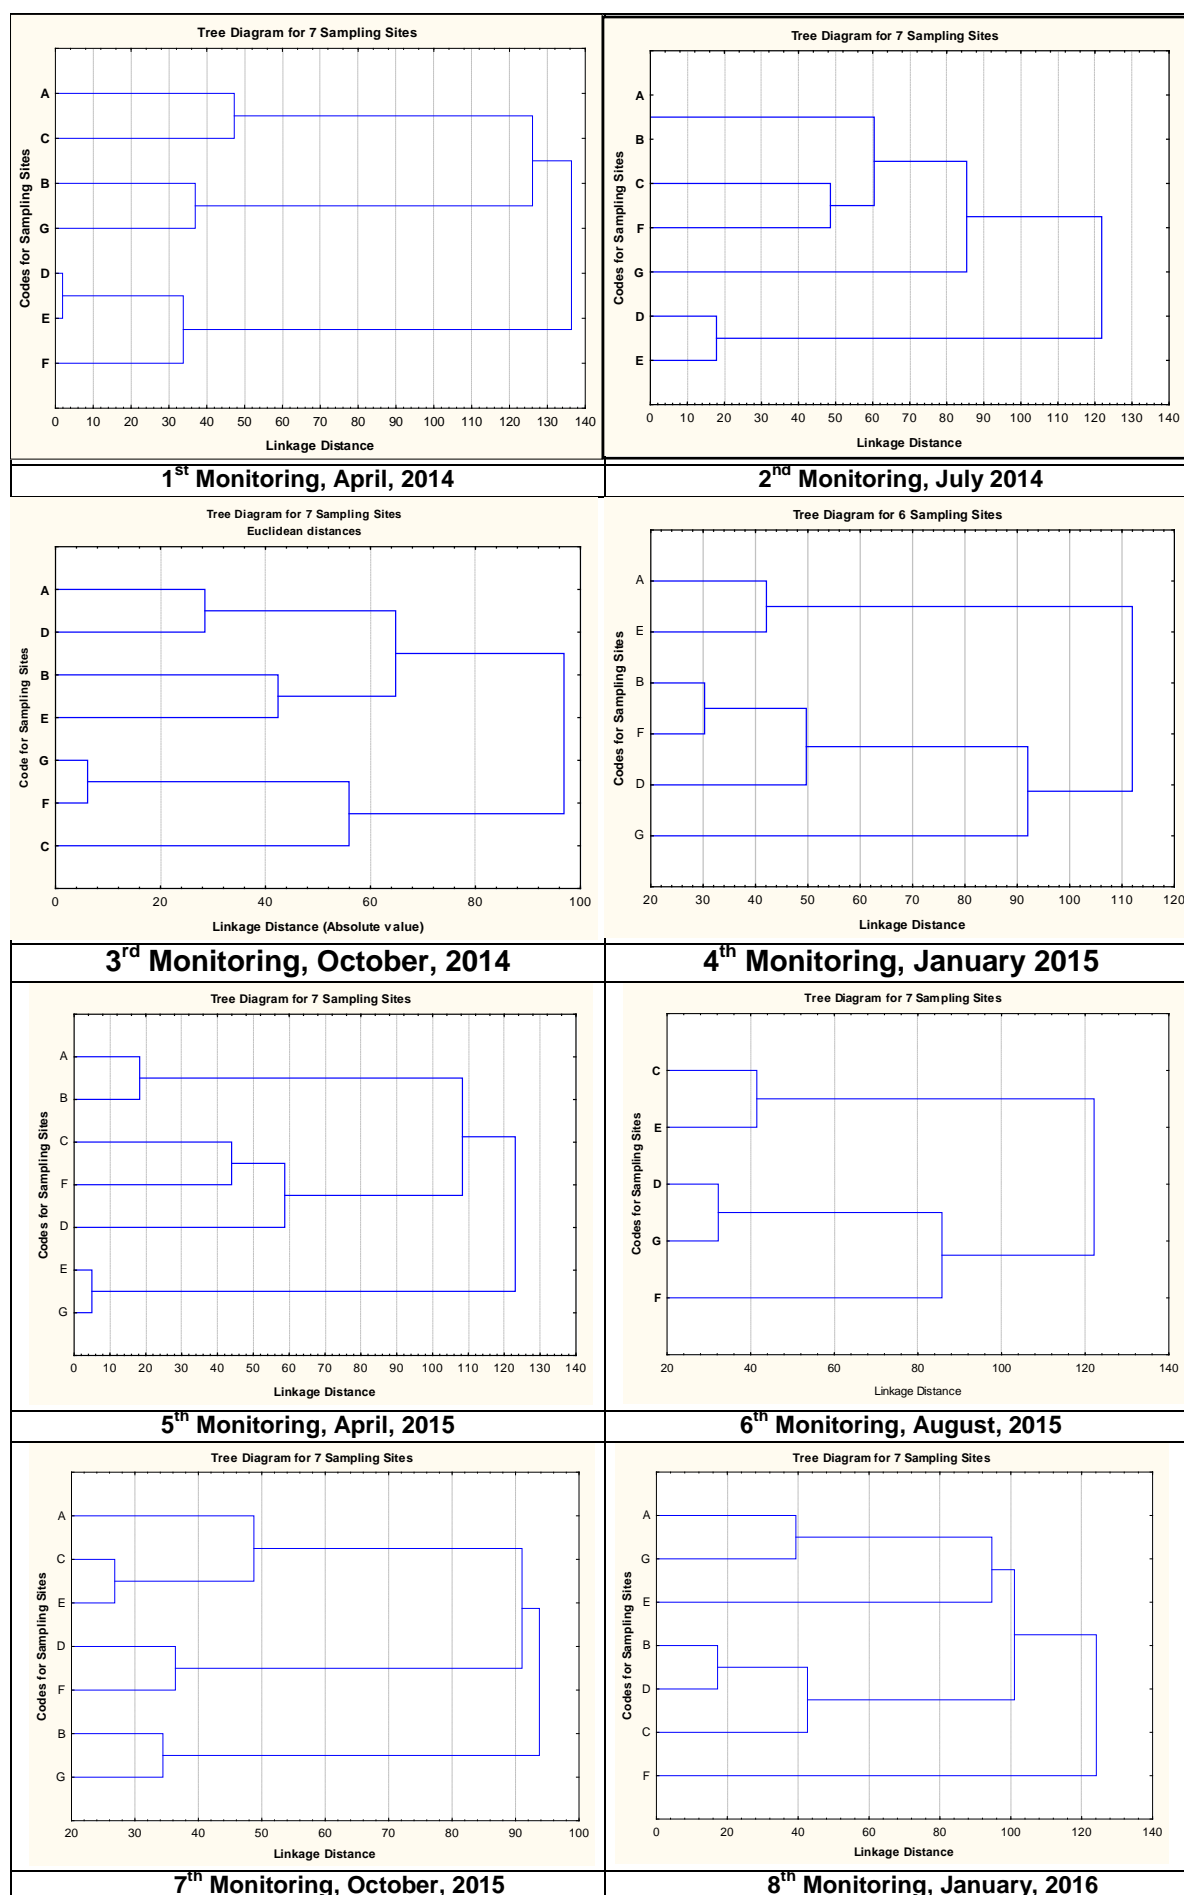 Tree Diagram for 7 Sampling Sites
Codes for Sampling Sites
A
C
B
G
D
E
F
0 10 20 30 40 50 60 70 80 90 100 110 120 130 140
Linkage Distance
1st Monitoring, April, 2014
Tree Diagram for 7 Sampling Sites
Codes for Sampling Sites
A
B
C
F
G
D
E
0 10 20 30 40 50 60 70 80 90 100 110 120 130 140
Linkage Distance
2nd Monitoring, July 2014
Tree Diagram for 7 Sampling Sites
Euclidean distances
Code for Sampling Sites
A
D
B
E
G
F
C
0 20 40 60 80 100
Linkage Distance (Absolute value)
3rd Monitoring, October, 2014
Tree Diagram for 6 Sampling Sites
Codes for Sampling Sites
A
E
B
F
D
G
20 30 40 50 60 70 80 90 100 110 120
Linkage Distance
4th Monitoring, January 2015
Tree Diagram for 7 Sampling Sites
Codes for Sampling Sites
A
B
C
F
D
E
G
0 10 20 30 40 50 60 70 80 90 100 110 120 130 140
Linkage Distance
5th Monitoring, April, 2015
Tree Diagram for 7 Sampling Sites
Codes for Sampling Sites
C
E
D
G
F
20 40 60 80 100 120 140
Linkage Distance
6th Monitoring, August, 2015
Tree Diagram for 7 Sampling Sites
Codes for Sampling Sites
A
C
E
D
F
B
G
20 30 40 50 60 70 80 90 100
Linkage Distance
7th Monitoring, October, 2015
Tree Diagram for 7 Sampling Sites
Codes for Sampling Sites
A
G
E
B
D
C
F
0 20 40 60 80 100 120 140
Linkage Distance
8th Monitoring, January, 2016